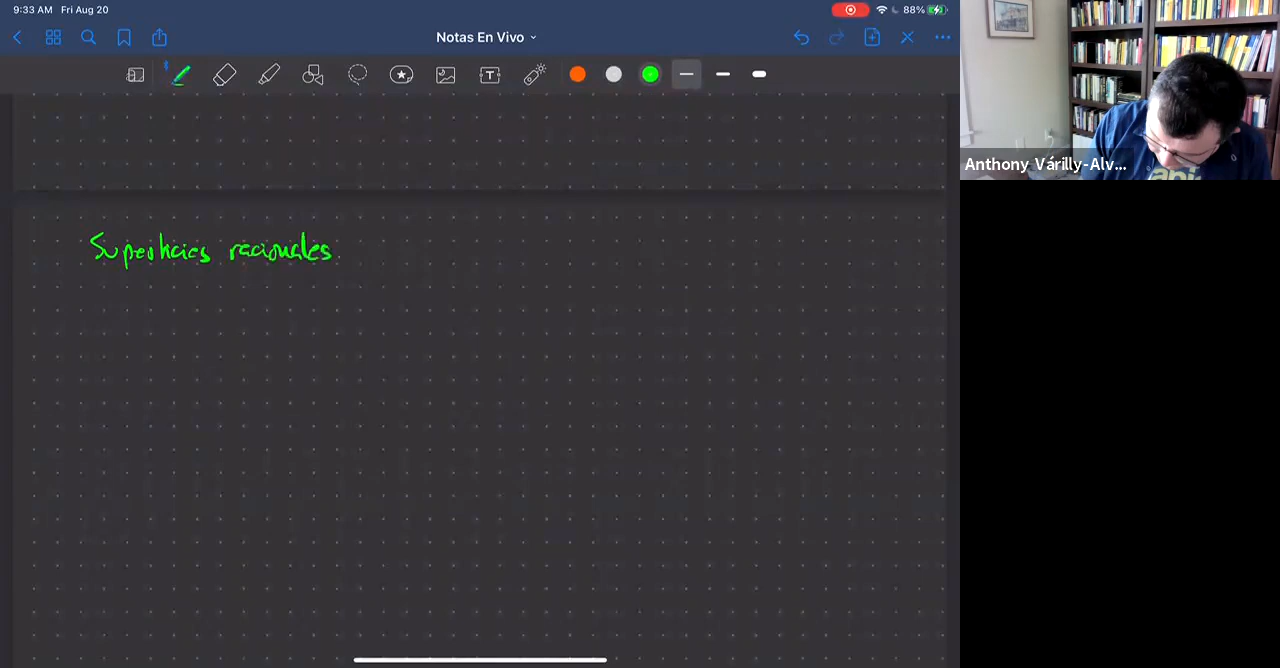 9:33 AM Fri Aug 20
88%
Notas En Vivo
T
Anthony Várilly-Alv...
Superficies racionales.